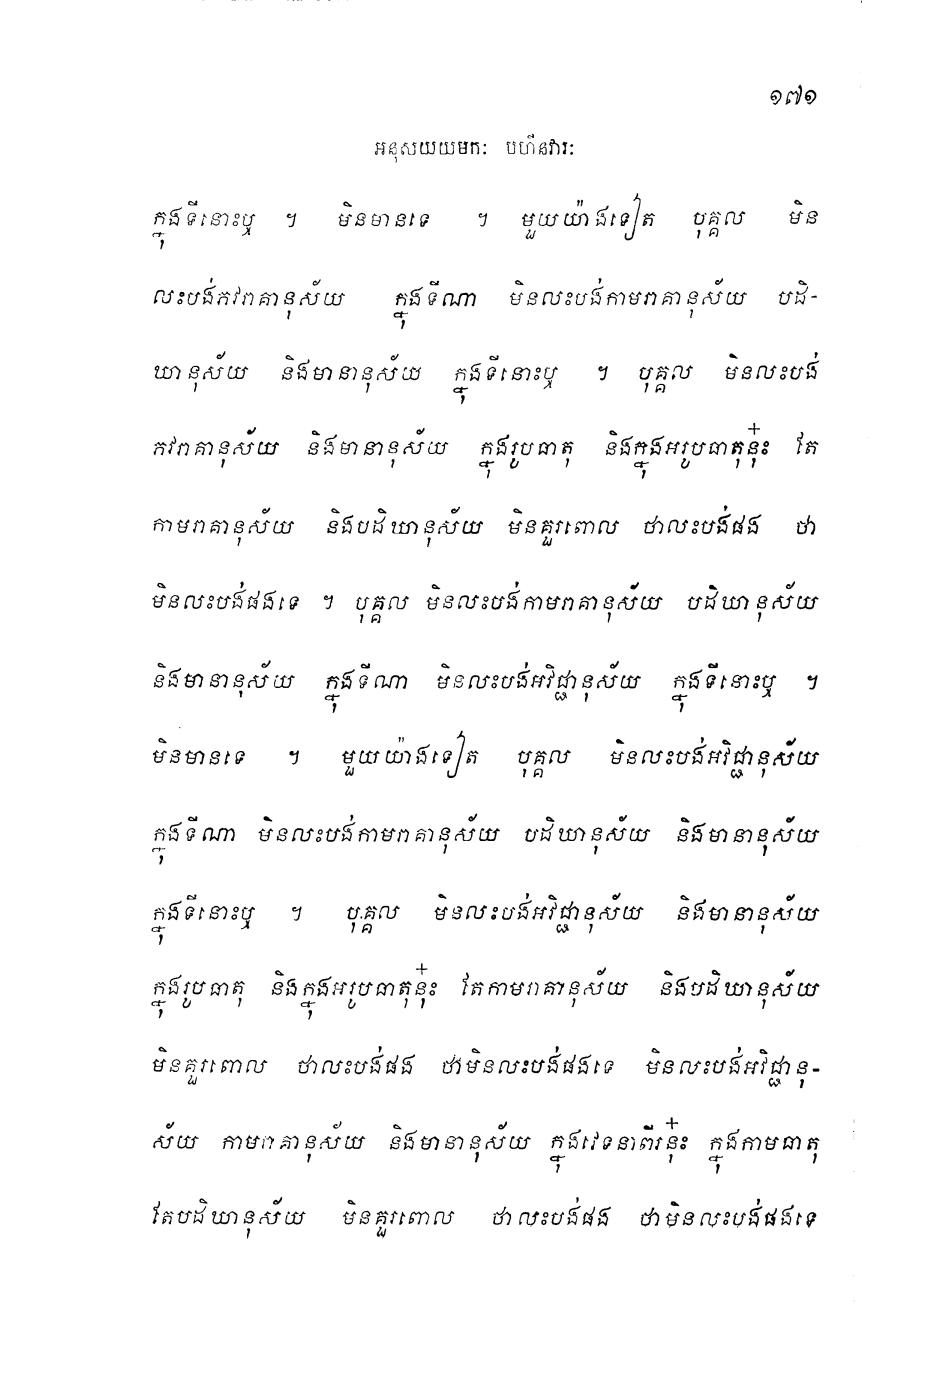 ១៧១
អនុសយយមកៈ បហីនវារៈ
ក្នុងទីនោះឬ ។ មិនមានទេ ។ មួយយ៉ាងទៀត បុគ្គល មិន
លះបង់ភវរាគានុស័យ ក្នុងទីណា មិនលះបង់កាមរាគានុស័យ បដិ-
ឃានុស័យ និងមានានុស័យ ក្នុងទីនោះឬ ។ បុគ្គល មិនលះបង់
ភវរាគានុស័យ និងមានានុស័យ ក្នុងរូបធាតុ និងក្នុងអរូបធាតុនុ៎ះ តែ
កាមរាគានុស័យ និងបដិឃានុស័យ មិនគួរពោល ថាលះបង់ផង ថា
មិនលះបង់ផងទេ ។ បុគ្គល មិនលះបង់កាមរាគានុស័យ បដិឃានុស័យ
និងមានានុស័យ ក្នុងទីណា មិនលះបង់អវិជ្ជានុស័យ ក្នុងទីនោះឬ ។
មិនមានទេ ។ មួយយ៉ាងទៀត បុគ្គល មិនលះបង់អវិជ្ជានុស័យ
ក្នុងទីណា មិនលះបង់កាមរាគានុស័យ បដិឃានុស័យ និងមានានុស័យ
ក្នុងទីនោះឬ ។ បុគ្គល មិនលះបង់អវិជ្ជានុស័យ និងមានានុស័យ
ក្នុងរូបធាតុ និងក្នុងអរូបធាតុនុ៎ះ តែកាមរាគានុស័យ និងបដិឃានុស័យ
មិនគួរពោល ថាលះបង់ផង ថាមិនលះបង់ផងទេ មិនលះបង់អវិជ្ជានុ-
ស័យ កាមរាគានុស័យ និងមានានុស័យ ក្នុងវេទនាពីរនុ៎ះ ក្នុងកាមធាតុ
តែបដិឃានុស័យ មិនគួរពោល ថាលះបង់ផង ថាមិនលះបង់ផងទេ